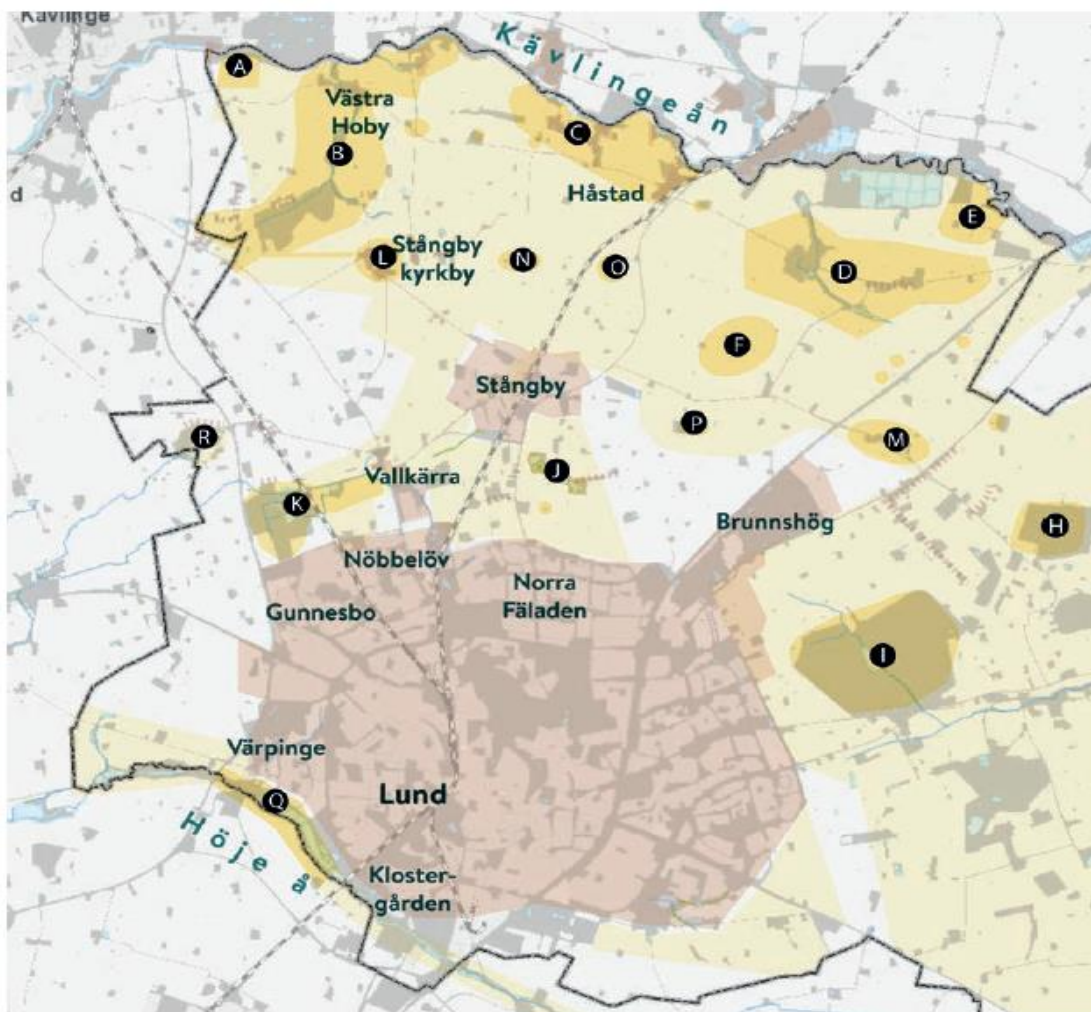 Kävlinge
A
Kävlingeån
Västra
Hoby
C
B
Håstad
E
d
Stångby
kyrkby
L
N
O
D
F
Stångby
P
R
M
Vallkärra
J
K
Brunnshög
H
Nöbbelöv
Norra
Fäladen
Gunnesbo
I
Värpinge
Lund
Q
Höje å
Kloster-
gården